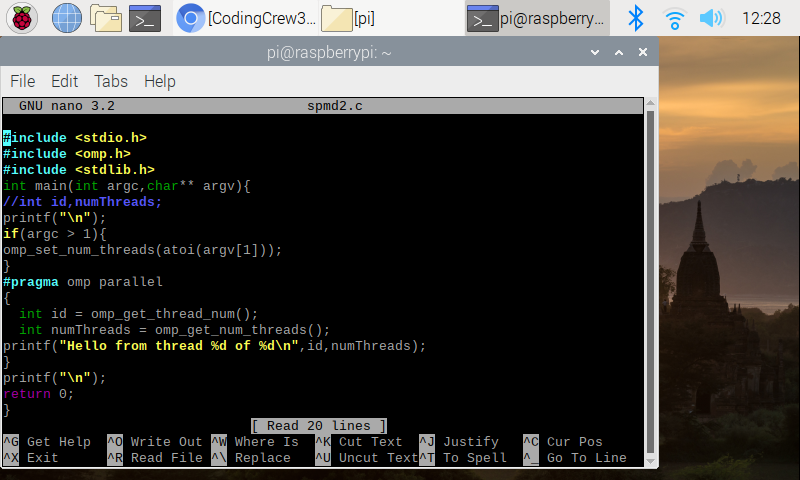 [CodingCrew3... [pi] pi@raspberry... 12:28
pi@raspberrypi: ~
File Edit Tabs Help
GNU nano 3.2 spmd2.c
#include <stdio.h>
#include <omp.h>
#include <stdlib.h>
int main(int argc,char** argv){
//int id,numThreads;
printf("\n");
if(argc > 1){
omp_set_num_threads(atoi(argv[1]));
}
#pragma omp parallel
{
  int id = omp_get_thread_num();
  int numThreads = omp_get_num_threads();
printf("Hello from thread %d of %d\n",id,numThreads);
}
printf("\n");
return 0;
}
[ Read 20 lines ]
^G Get Help ^O Write Out ^W Where Is ^K Cut Text ^J Justify ^C Cur Pos
^X Exit ^R Read File ^\ Replace ^U Uncut Text ^T To Spell ^_ Go To Line